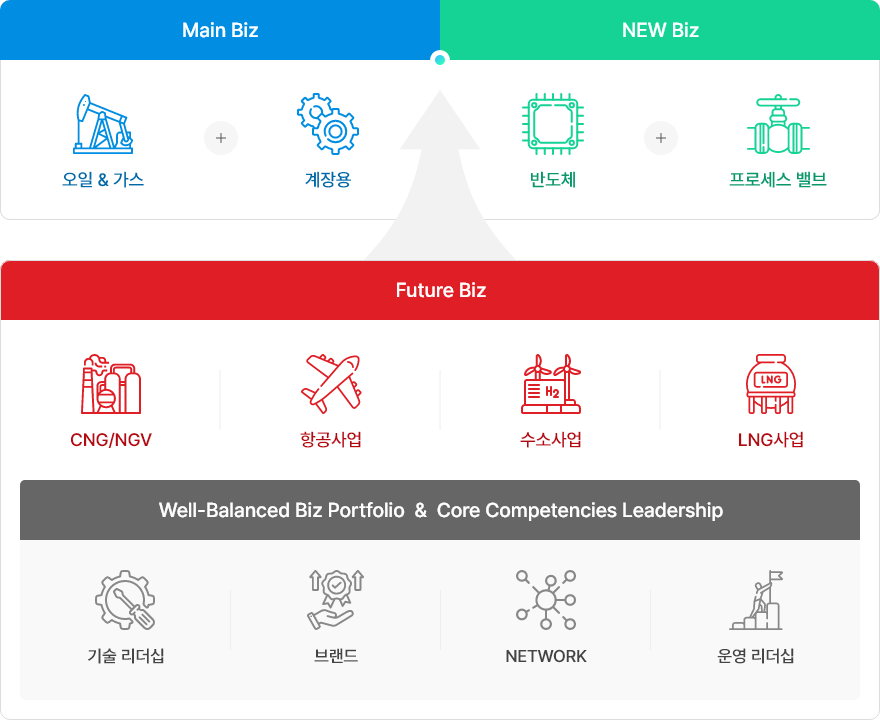 Main Biz
NEW Biz
오일 & 가스
+
계장용
반도체
+
프로세스 밸브
Future Biz
H2
LNG
CNG/NGV
항공사업
수소사업
LNG사업
Well-Balanced Biz Portfolio & Core Competencies Leadership
기술 리더십
브랜드
NETWORK
운영 리더십